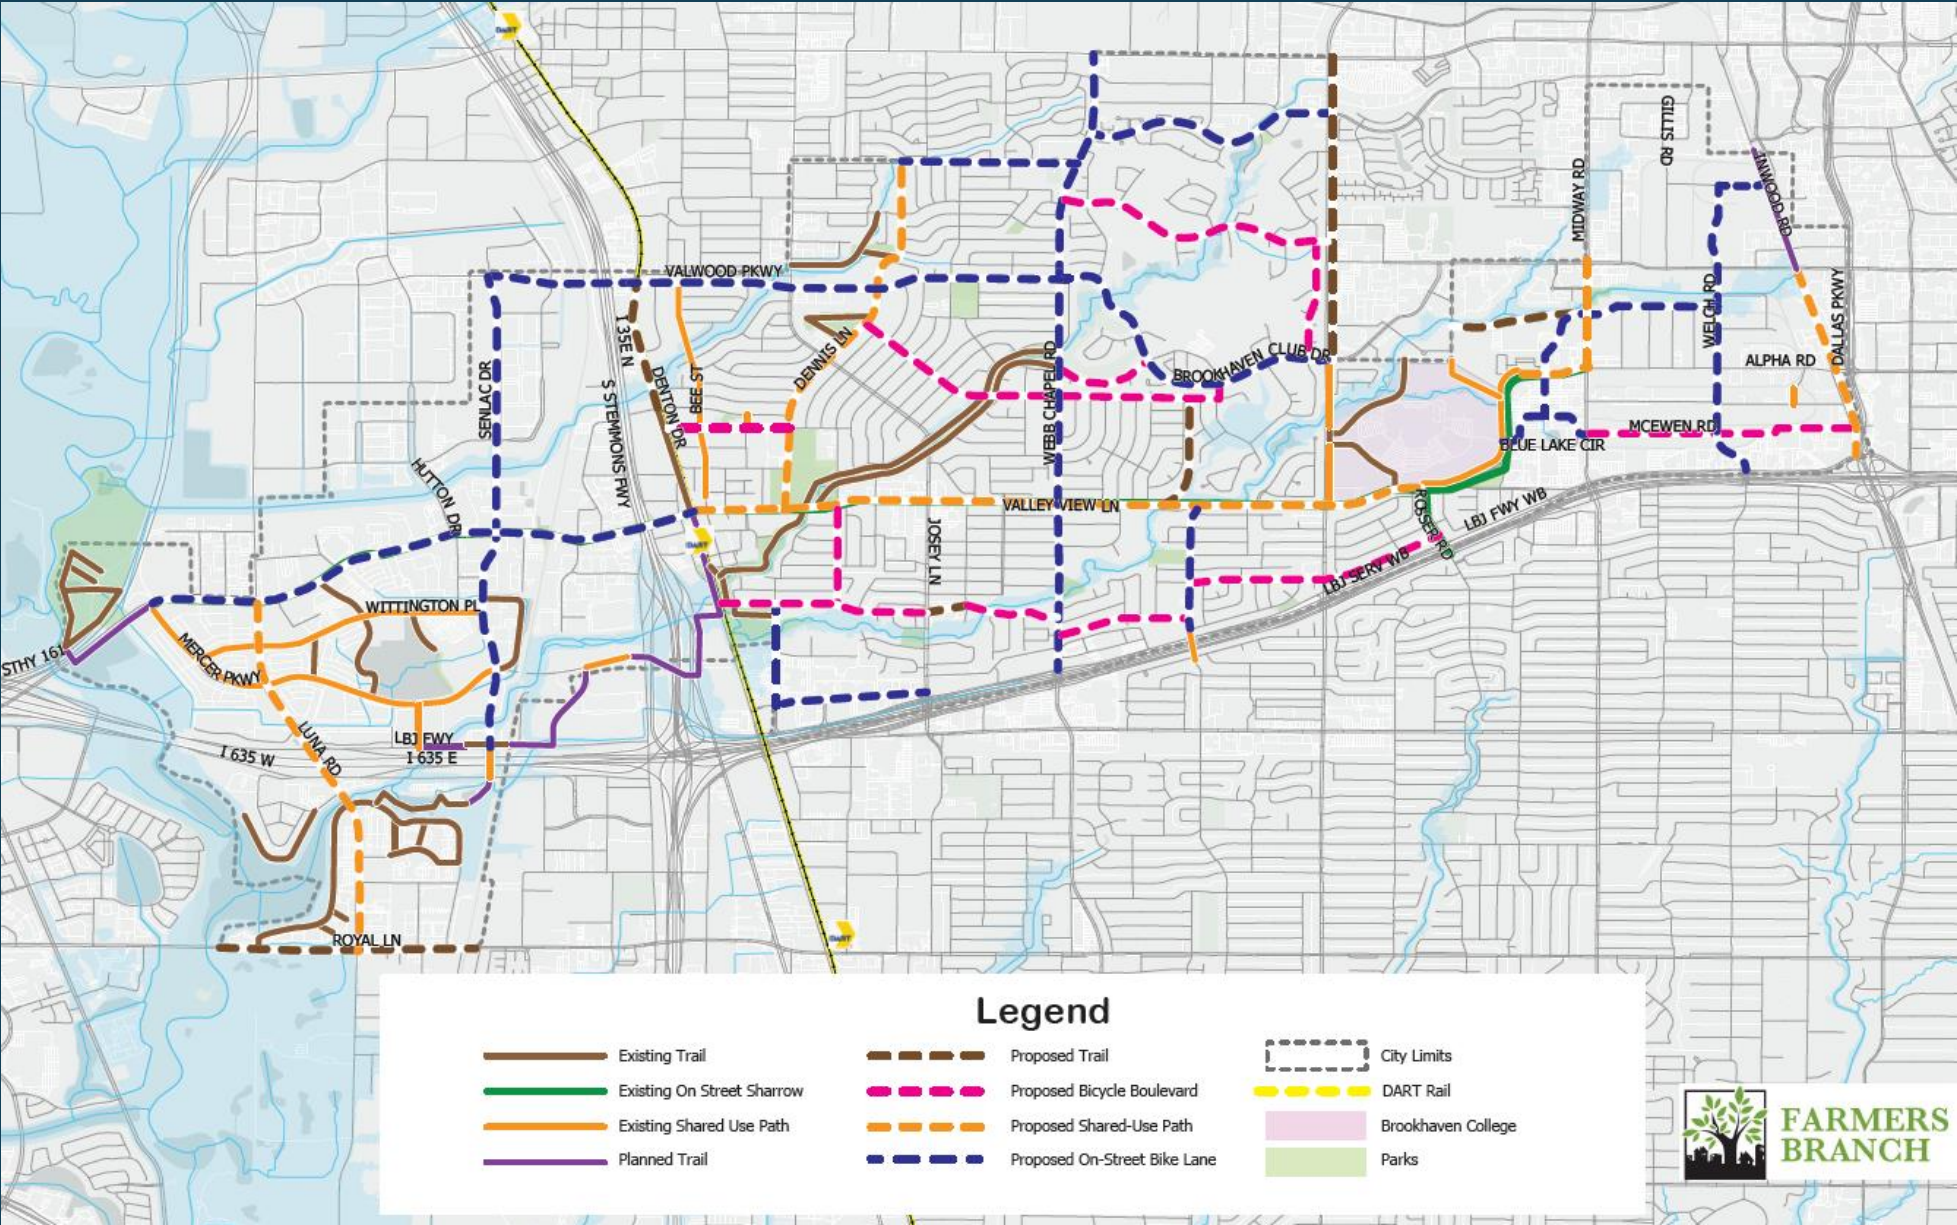 DART
GILLIS RD
MIDWAY RD
INWOOD RD
VALWOOD PKWY
I 35E N
WELCH RD
DALLAS PKWY
DENNIS LN
SENLAC DR
S STEMMONS FWY
DENTON DR
BEE ST
WEBB CHAPEL RD
BROOKHAVEN CLUB DR
ALPHA RD
MCEWEN RD
BLUE LAKE CIR
HUTTON DR
VALLEY VIEW LN
ROSSER RD
LBJ FWY WB
JOSEY LN
DART
LBJ SERV WB
WITTINGTON PL
STHY 161
MERCER PKWY
LUNA RD
LBJ FWY
I 635 W
I 635 E
ROYAL LN
DART
Legend
Existing Trail
Proposed Trail
City Limits
Existing On Street Sharrow
Proposed Bicycle Boulevard
DART Rail
Existing Shared Use Path
Proposed Shared-Use Path
Brookhaven College
Planned Trail
Proposed On-Street Bike Lane
Parks
FARMERS
BRANCH